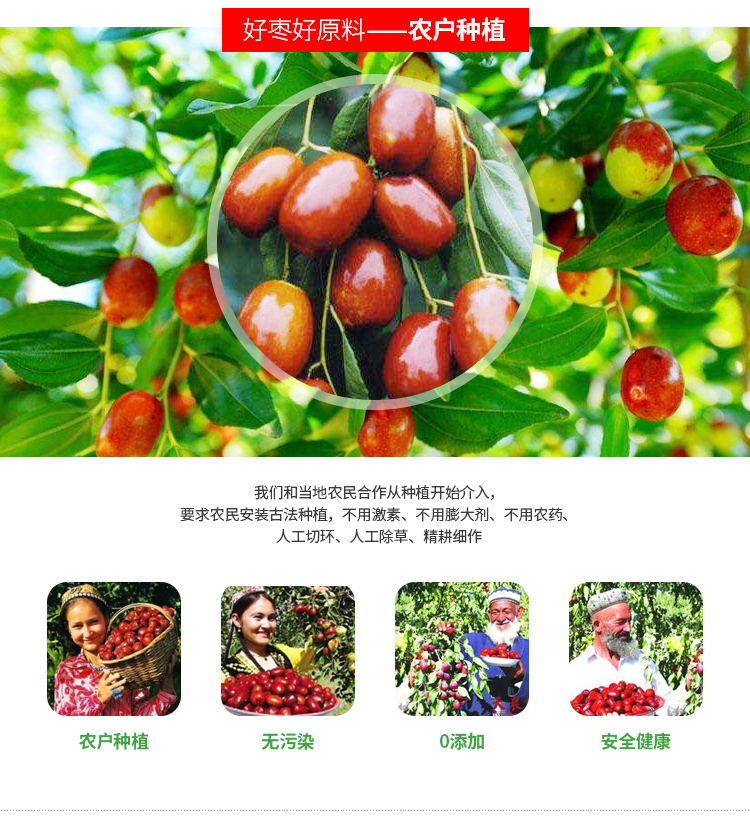 好枣好原料——农户种植
我们和当地农民合作从种植开始介入，
要求农民安装古法种植，不用激素、不用膨大剂、不用农药、
人工切环、人工除草、精耕细作
农户种植
无污染
0添加
安全健康